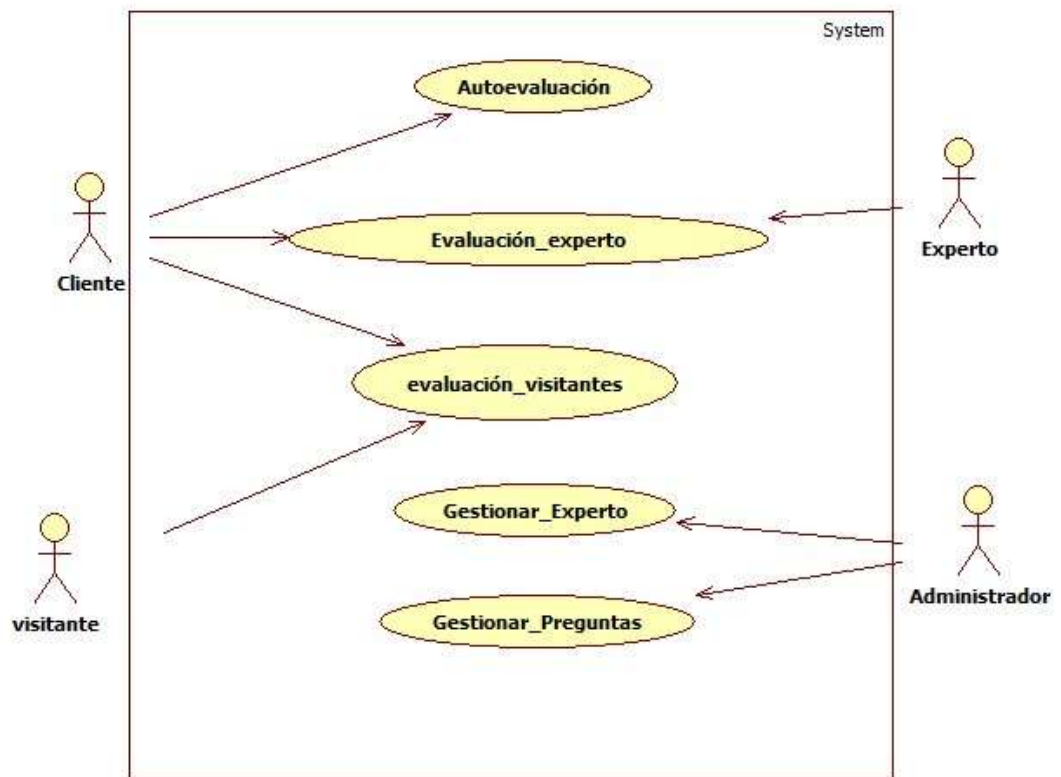 System
Autoevaluación
Evaluación_experto
Cliente
Experto
evaluación_visitantes
Gestionar_Experto
visitante
Administrador
Gestionar_Preguntas